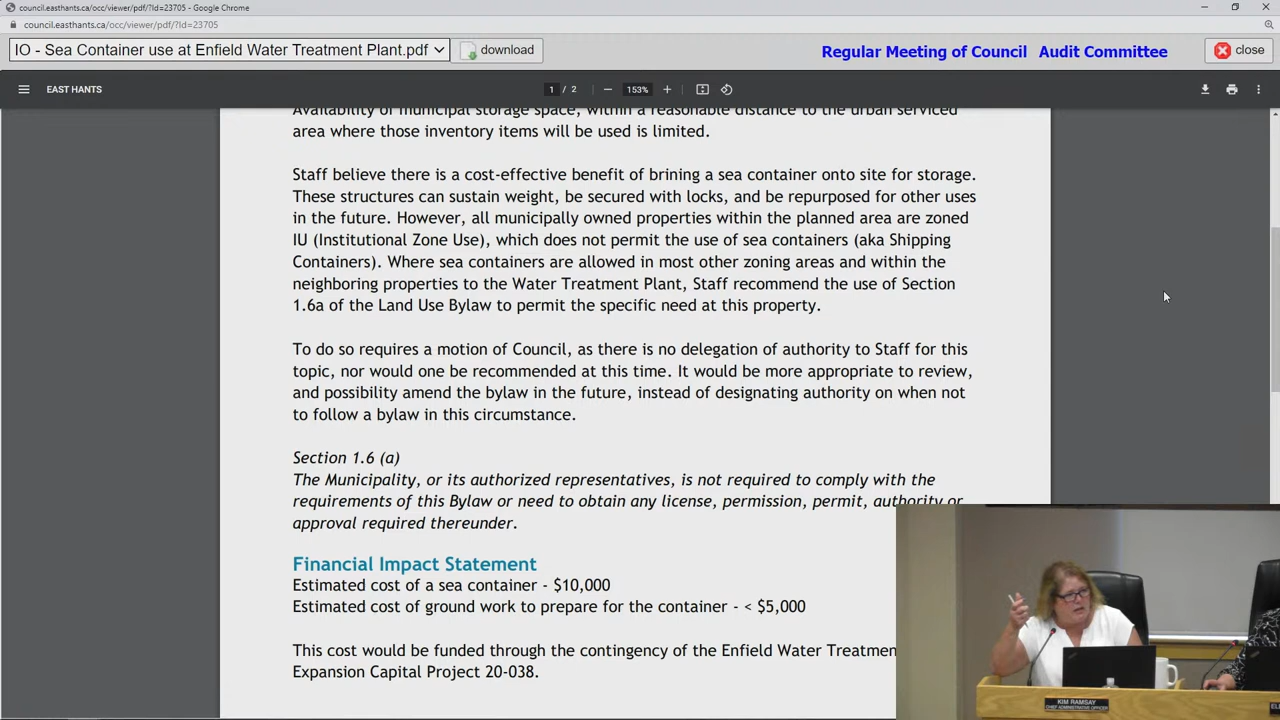 council.easthants.ca/occ/viewer/pdf/?Id=23705 - Google Chrome
council.easthants.ca/occ/viewer/pdf/?Id=23705
IO - Sea Container use at Enfield Water Treatment Plant.pdf
download
Regular Meeting of Council Audit Committee
close
EAST HANTS
1 / 2
153%
Availability of municipal storage space, within a reasonable distance to the urban serviced
area where those inventory items will be used is limited.
Staff believe there is a cost-effective benefit of brining a sea container onto site for storage.
These structures can sustain weight, be secured with locks, and be repurposed for other uses
in the future. However, all municipally owned properties within the planned area are zoned
IU (Institutional Zone Use), which does not permit the use of sea containers (aka Shipping
Containers). Where sea containers are allowed in most other zoning areas and within the
neighboring properties to the Water Treatment Plant, Staff recommend the use of Section
1.6a of the Land Use Bylaw to permit the specific need at this property.
To do so requires a motion of Council, as there is no delegation of authority to Staff for this
topic, nor would one be recommended at this time. It would be more appropriate to review,
and possibility amend the bylaw in the future, instead of designating authority on when not
to follow a bylaw in this circumstance.
Section 1.6 (a)
The Municipality, or its authorized representatives, is not required to comply with the
requirements of this Bylaw or need to obtain any license, permission, permit, authority or
approval required thereunder.
Financial Impact Statement
Estimated cost of a sea container - $10,000
Estimated cost of ground work to prepare for the container - < $5,000
This cost would be funded through the contingency of the Enfield Water Treatmen
Expansion Capital Project 20-038.
KIM RAMSAY
CHIEF ADMINISTRATIVE OFFICER